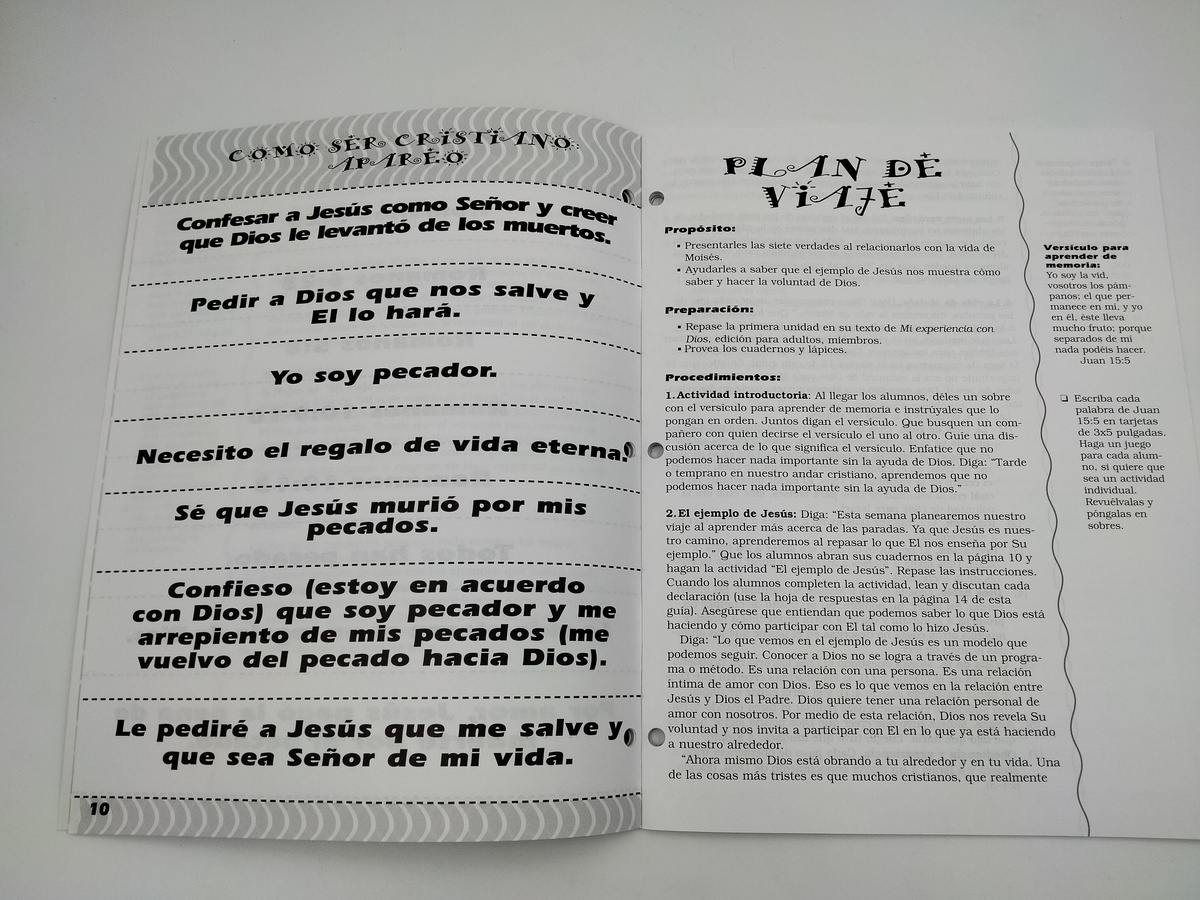 COMO SER CRISTIANO
APAREO
Confesar a Jesús como Señor y creer
que Dios le levantó de los muertos.
Pedir a Dios que nos salve y
El lo hará.
Yo soy pecador.
Necesito el regalo de vida eterna.
Sé que Jesús murió por mis
pecados.
Confieso (estoy en acuerdo
con Dios) que soy pecador y me
arrepiento de mis pecados (me
vuelvo del pecado hacia Dios).
Le pediré a Jesús que me salve y
que sea Señor de mi vida.
10
PLAN DE
VIAJE
Propósito:
▪ Presentarles las siete verdades al relacionarlos con la vida de
Moisés.
▪ Ayudarles a saber que el ejemplo de Jesús nos muestra cómo
saber y hacer la voluntad de Dios.
Preparación:
▪ Repase la primera unidad en su texto de Mi experiencia con
Dios, edición para adultos, miembros.
▪ Provea los cuadernos y lápices.
Procedimientos:
1. Actividad introductoria: Al llegar los alumnos, déles un sobre
con el versículo para aprender de memoria e instrúyales que lo
pongan en orden. Juntos digan el versículo. Que busquen un com-
pañero con quien decirse el versículo el uno al otro. Guíe una dis-
cusión acerca de lo que significa el versículo. Enfatice que no
podemos hacer nada importante sin la ayuda de Dios. Diga: “Tarde
o temprano en nuestro andar cristiano, aprendemos que no
podemos hacer nada importante sin la ayuda de Dios.”
2. El ejemplo de Jesús: Diga: “Esta semana planearemos nuestro
viaje al aprender más acerca de las paradas. Ya que Jesús es nues-
tro camino, aprenderemos al repasar lo que El nos enseña por Su
ejemplo.” Que los alumnos abran sus cuadernos en la página 10 y
hagan la actividad “El ejemplo de Jesús”. Repase las instrucciones.
Cuando los alumnos completen la actividad, lean y discutan cada
declaración (use la hoja de respuestas en la página 14 de esta
guía). Asegúrese que entiendan que podemos saber lo que Dios está
haciendo y cómo participar con El tal como lo hizo Jesús.
Diga: “Lo que vemos en el ejemplo de Jesús es un modelo que
podemos seguir. Conocer a Dios no se logra a través de un progra-
ma o método. Es una relación con una persona. Es una relación
íntima de amor con Dios. Eso es lo que vemos en la relación entre
Jesús y Dios el Padre. Dios quiere tener una relación personal de
amor con nosotros. Por medio de esta relación, Dios nos revela Su
voluntad y nos invita a participar con El en lo que ya está haciendo
a nuestro alrededor.
“Ahora mismo Dios está obrando a tu alrededor y en tu vida. Una
de las cosas más tristes es que muchos cristianos, que realmente
Versículo para
aprender de
memoria:
Yo soy la vid,
vosotros los pám-
panos; el que per-
manece en mí, y yo
en él, éste lleva
mucho fruto; porque
separados de mí
nada podéis hacer.
Juan 15:5
❏ Escriba cada
palabra de Juan
15:5 en tarjetas
de 3x5 pulgadas.
Haga un juego
para cada alum-
no, si quiere que
sea un actividad
individual.
Revuélvalas y
póngalas en
sobres.